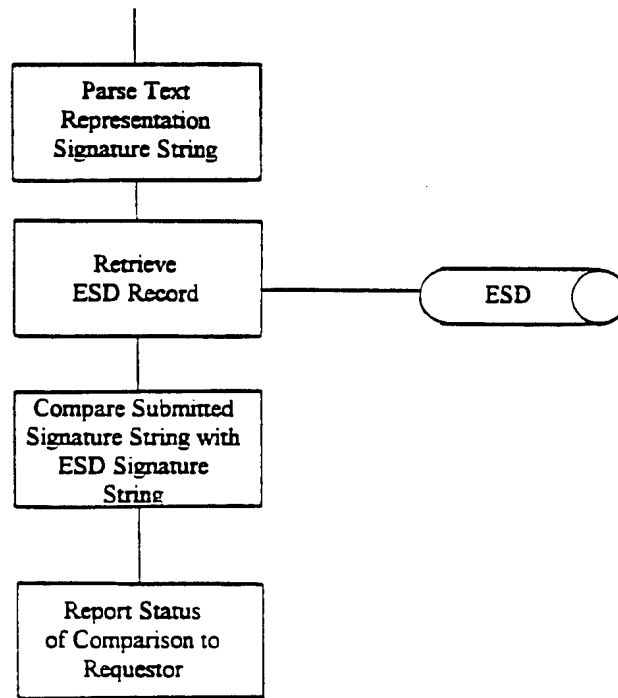 Parse Text
Representation
Signature String
Retrieve
ESD Record
ESD
Compare Submitted
Signature String with
ESD Signature
String
Report Status
of Comparison to
Requestor